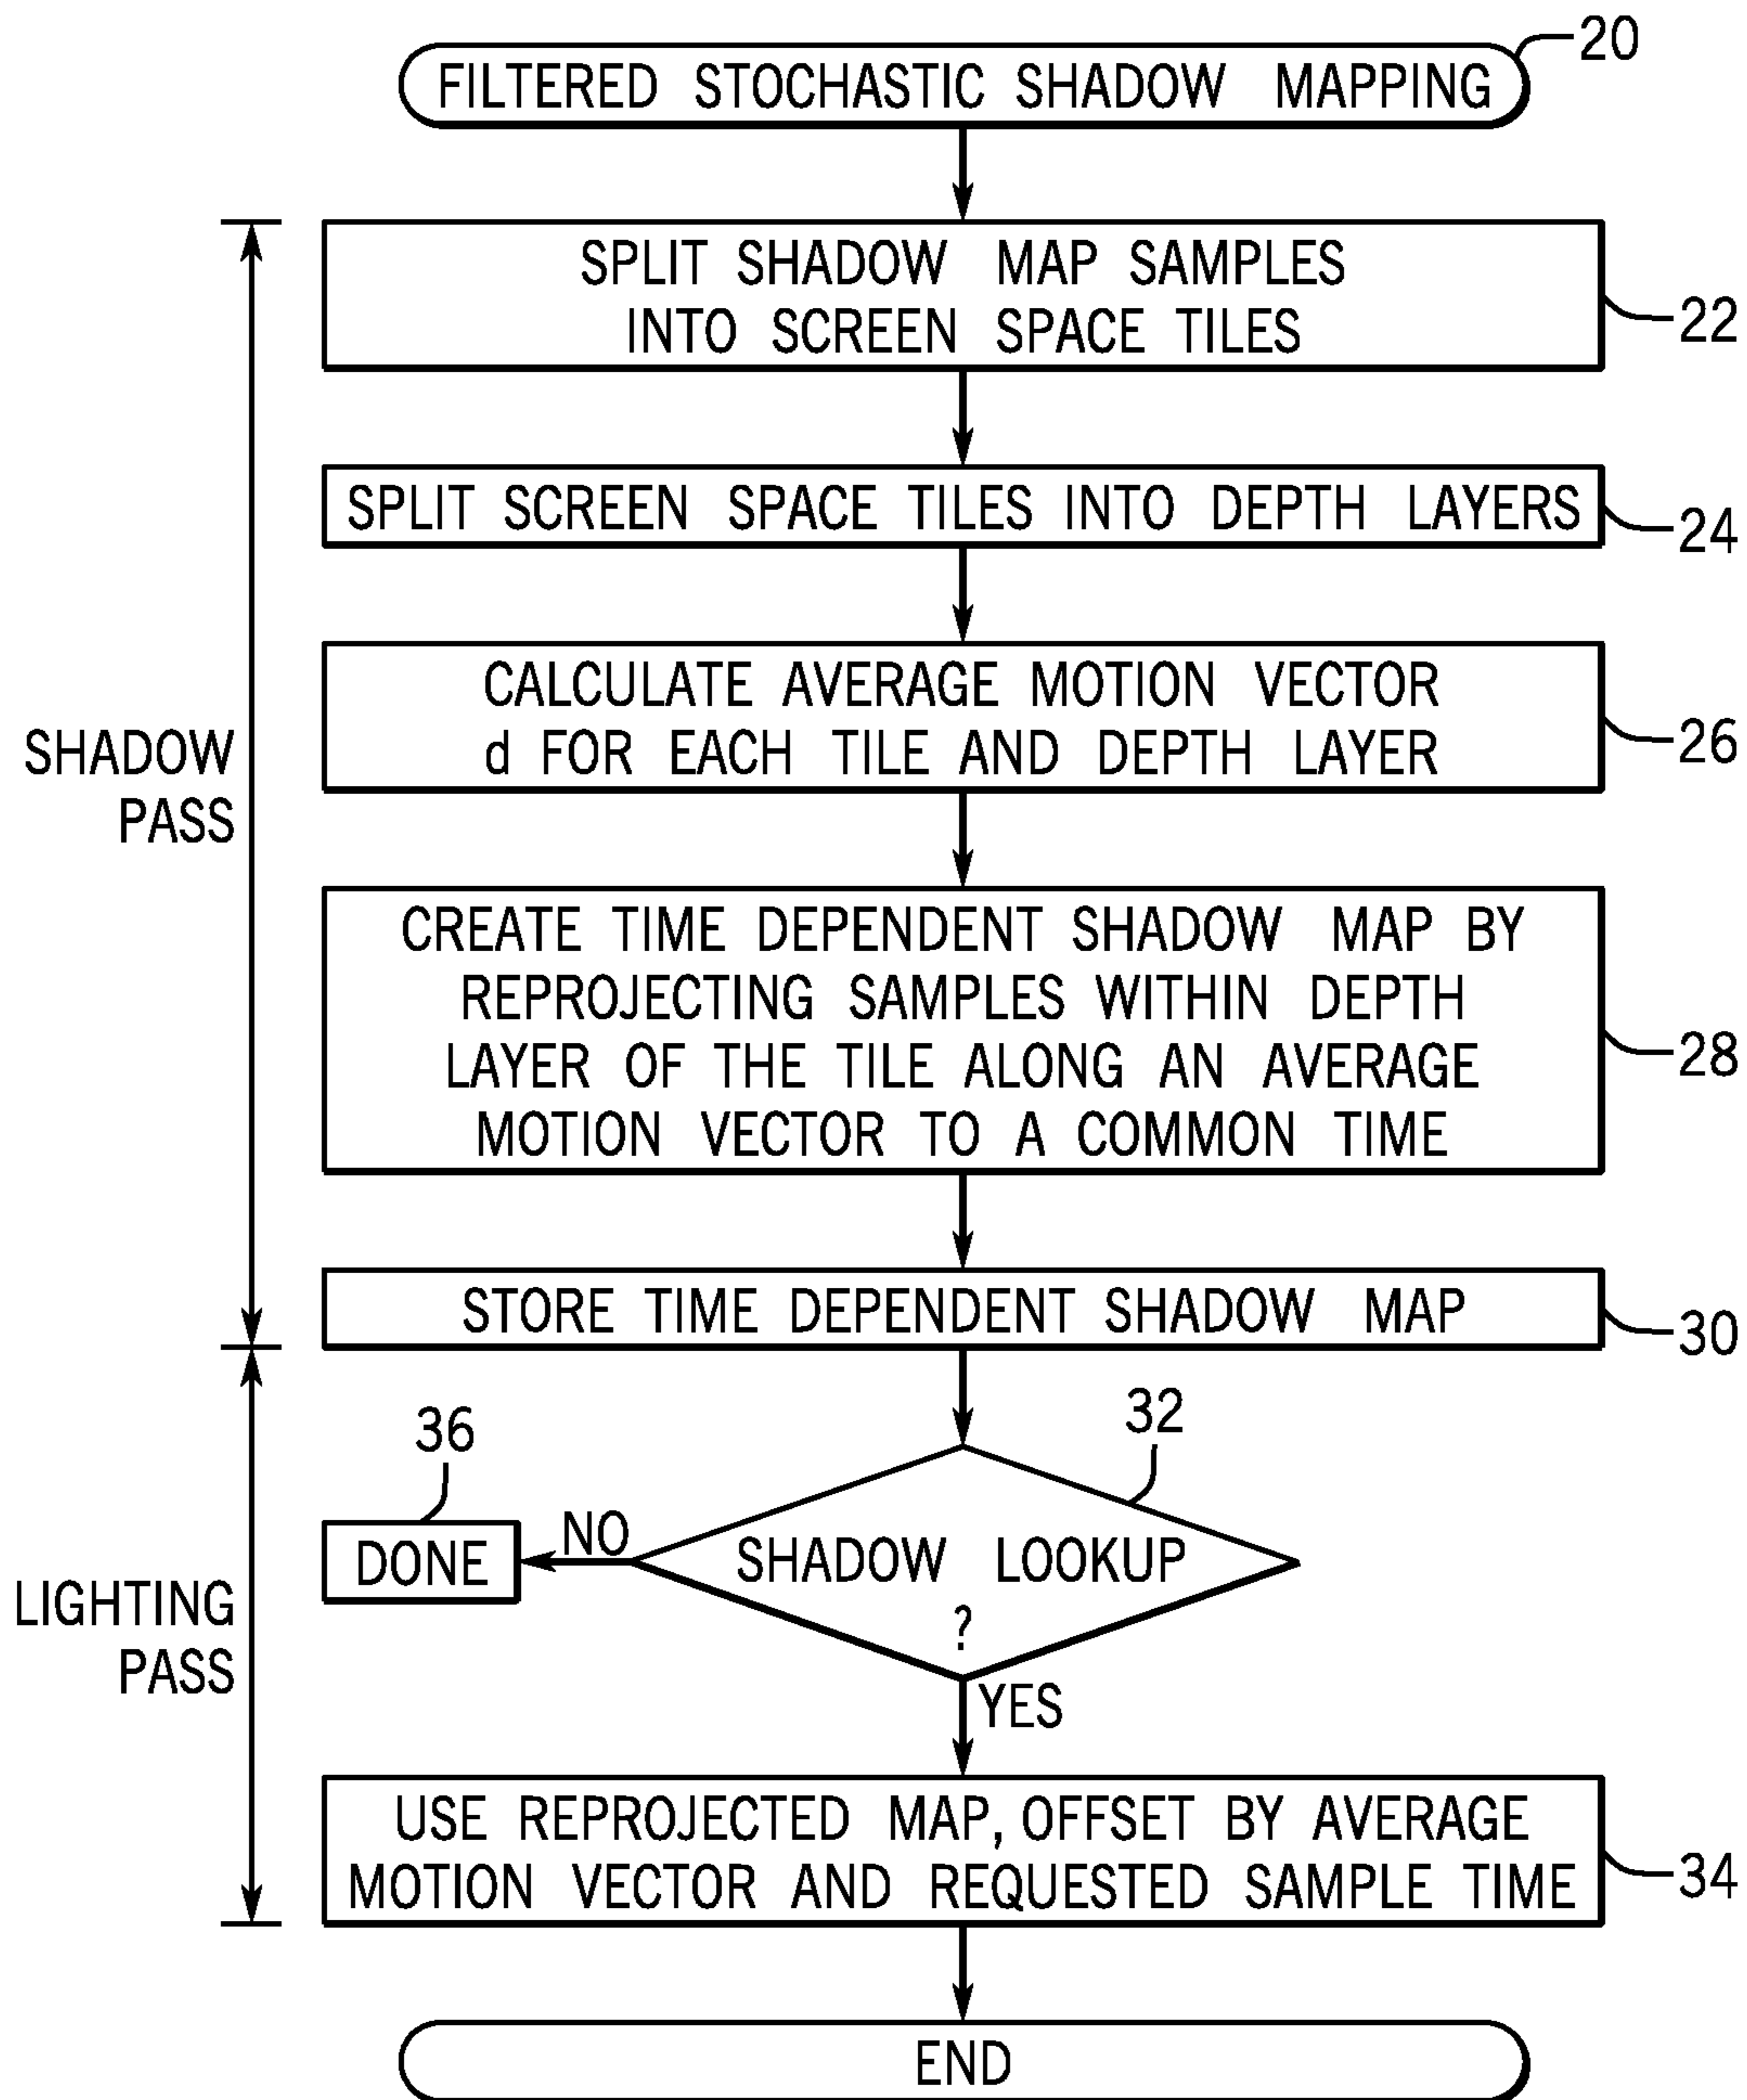 20
FILTERED STOCHASTIC SHADOW MAPPING
SPLIT SHADOW MAP SAMPLES
INTO SCREEN SPACE TILES
22
SPLIT SCREEN SPACE TILES INTO DEPTH LAYERS
24
CALCULATE AVERAGE MOTION VECTOR
d FOR EACH TILE AND DEPTH LAYER
26
SHADOW
PASS
CREATE TIME DEPENDENT SHADOW MAP BY
REPROJECTING SAMPLES WITHIN DEPTH
LAYER OF THE TILE ALONG AN AVERAGE
MOTION VECTOR TO A COMMON TIME
28
STORE TIME DEPENDENT SHADOW MAP
30
32
36
NO
DONE
SHADOW LOOKUP
?
LIGHTING
PASS
YES
USE REPROJECTED MAP, OFFSET BY AVERAGE
MOTION VECTOR AND REQUESTED SAMPLE TIME
34
END